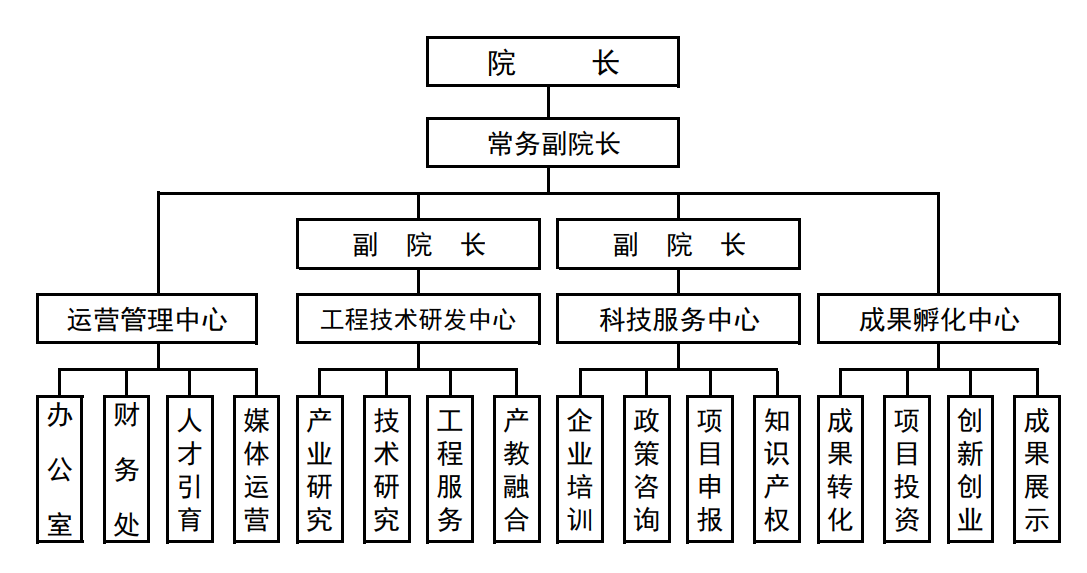 院 长
常务副院长
副 院 长
副 院 长
运营管理中心
工程技术研发中心
科技服务中心
成果孵化中心
办公室
财务处
人才引育
媒体运营
产业研究
技术研究
工程服务
产教融合
企业培训
政策咨询
项目申报
知识产权
成果转化
项目投资
创新创业
成果展示